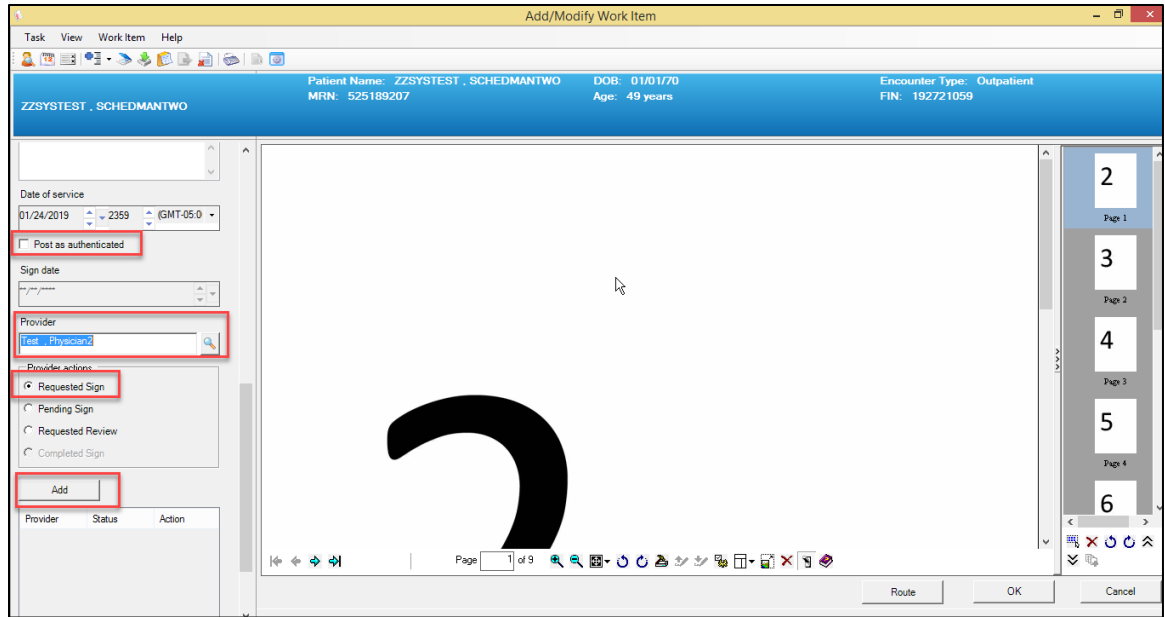 Add/Modify Work Item
Task View Work Item Help
ZZSYSTEST , SCHEDMANTWO
Patient Name: ZZSYSTEST , SCHEDMANTWO DOB: 01/01/70 Encounter Type: Outpatient
MRN: 525189207 Age: 49 years FIN: 192721059
Date of service
01/24/2019 2359 (GMT-05:0
Post as authenticated
Sign date
**/**/****
Provider
Test , Physician2
Provider actions
Requested Sign
Pending Sign
Requested Review
Completed Sign
Add
Provider Status Action
2
Page 1 of 9
2
Page 1
3
Page 2
4
Page 3
5
Page 4
6
Route OK Cancel